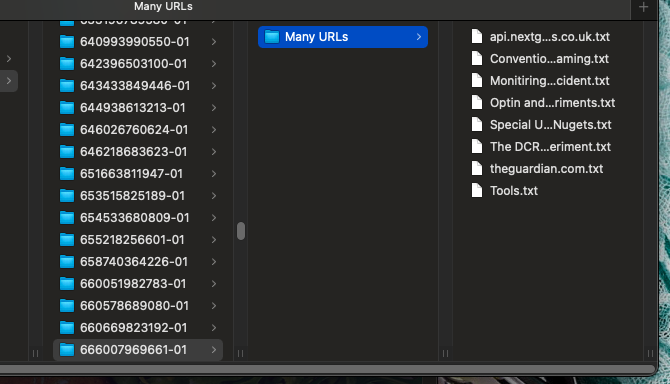 Many URLs
640993990550-01
642396503100-01
643433849446-01
644938613213-01
646026760624-01
646218683623-01
651663811947-01
653515825189-01
654533680809-01
655218256601-01
658740364226-01
660051982783-01
660578689080-01
660669823192-01
666007969661-01
Many URLs
api.nextg...s.co.uk.txt
Conventio...aming.txt
Monitiring...cident.txt
Optin and...riments.txt
Special U...Nugets.txt
The DCR...eriment.txt
theguardian.com.txt
Tools.txt